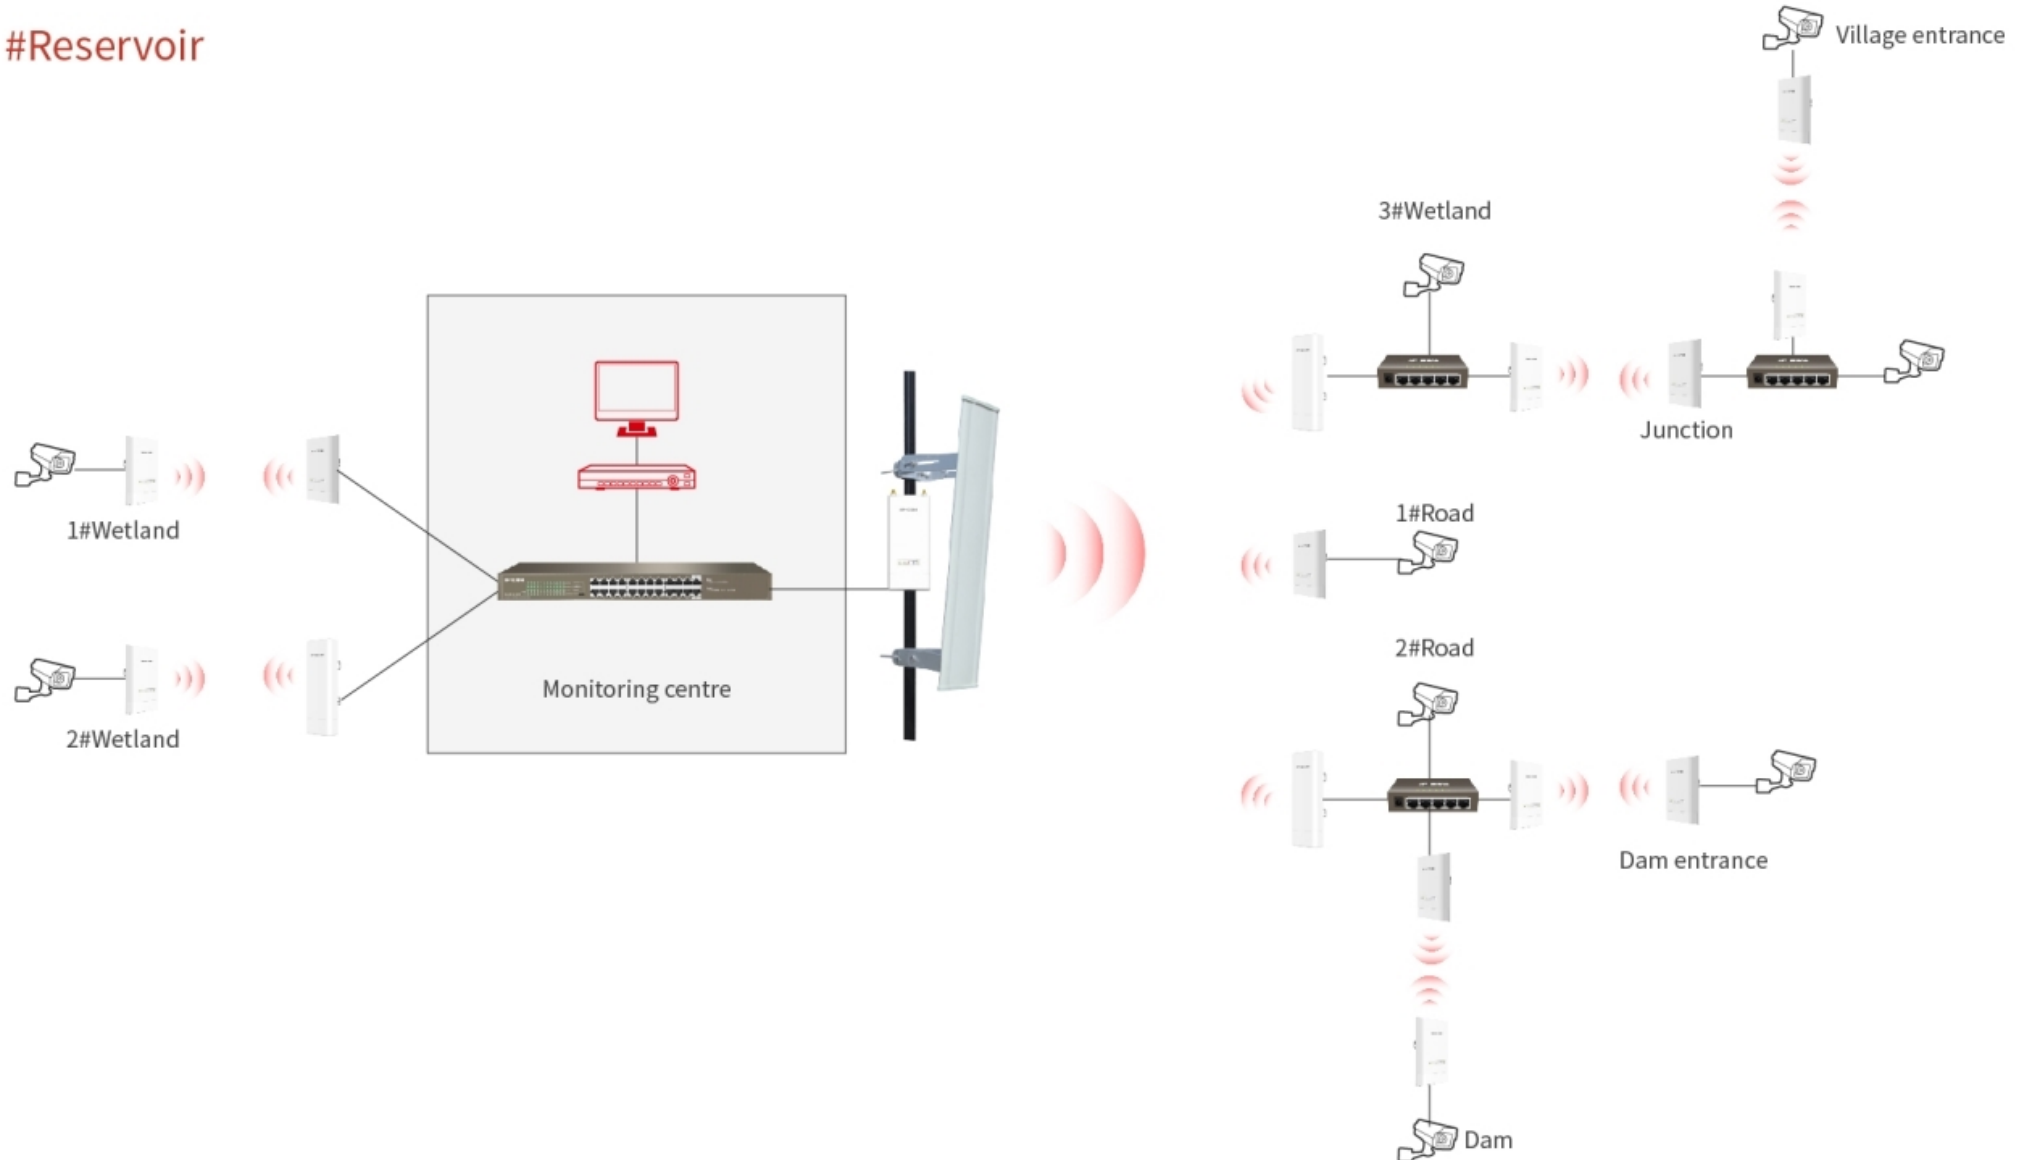 #Reservoir
Village entrance
3#Wetland
Junction
1#Wetland
1#Road
2#Road
Monitoring centre
2#Wetland
Dam entrance
Dam